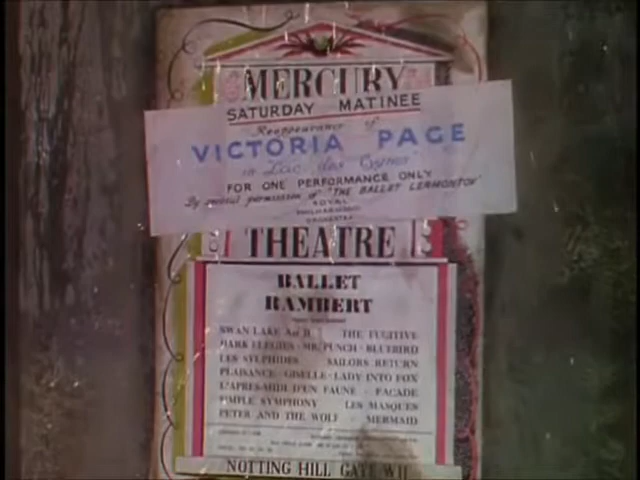 MERCURY
SATURDAY MATINEE
Reappearance of
VICTORIA PAGE
in Lac des Cygnes
FOR ONE PERFORMANCE ONLY
By special permission of "THE BALLET LERMONTOV"
ROYAL
PHILHARMONIC
ORCHESTRA
THEATRE
BALLET
RAMBERT
SWAN LAKE Act II THE FUGITIVE
DARK ELEGIES · MR. PUNCH · BLUEBIRD
LES SYLPHIDES SAILORS RETURN
PLAISANCE · GISELLE · LADY INTO FOX
L'APRES-MIDI D'UN FAUNE · FACADE
SIMPLE SYMPHONY LES MASQUES
PETER AND THE WOLF MERMAID
NOTTING HILL GATE W11